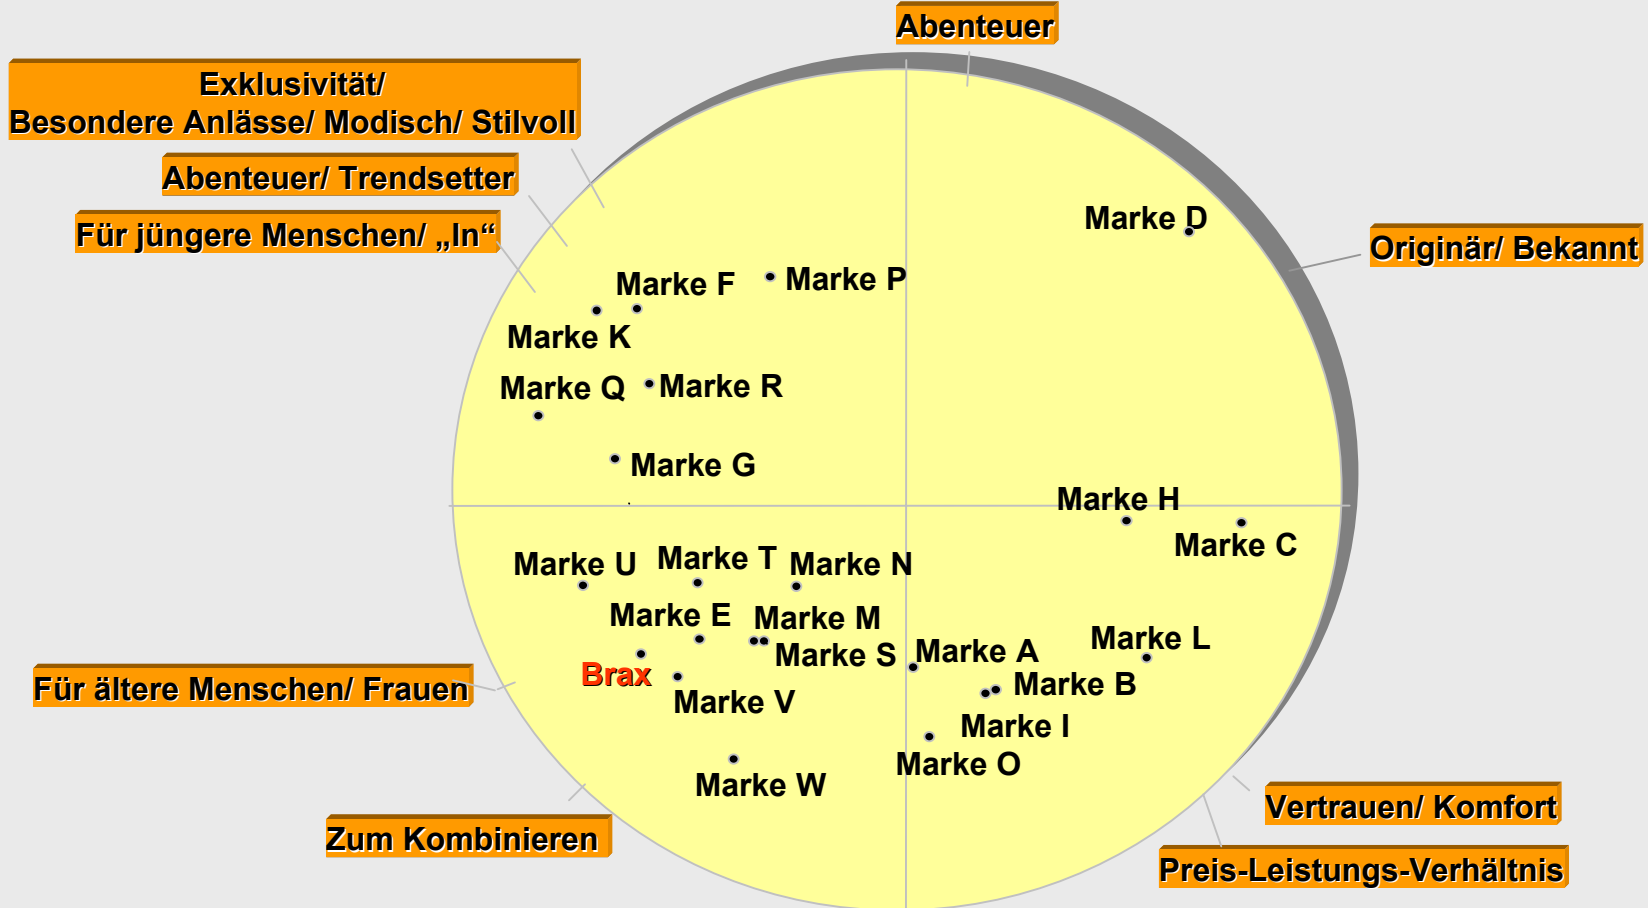 Abenteuer
Exklusivität/
Besondere Anlässe/ Modisch/ Stilvoll
Abenteuer/ Trendsetter
Für jüngere Menschen/ „In“
Marke D
Originär/ Bekannt
Marke F
Marke P
Marke K
Marke Q
Marke R
Marke G
Marke H
Marke C
Marke U
Marke T
Marke N
Marke E
Marke M
Marke S
Marke A
Marke L
Brax
Marke B
Für ältere Menschen/ Frauen
Marke V
Marke I
Marke O
Marke W
Vertrauen/ Komfort
Zum Kombinieren
Preis-Leistungs-Verhältnis